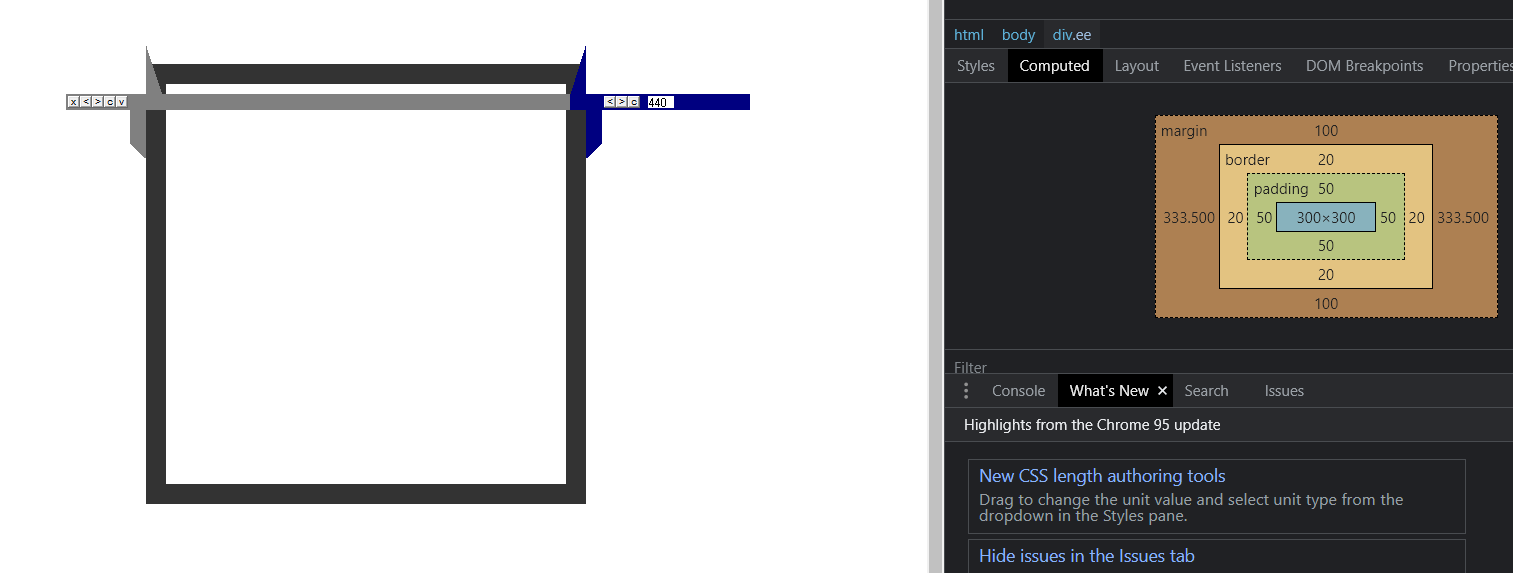 x < > c v
< > c 440
html body div.ee
Styles Computed Layout Event Listeners DOM Breakpoints Properties
margin 100
border 20
padding 50
333.500 20 50 300×300 50 20 333.500
50
20
100
Filter
Console What's New × Search Issues
Highlights from the Chrome 95 update
New CSS length authoring tools
Drag to change the unit value and select unit type from the
dropdown in the Styles pane.
Hide issues in the Issues tab